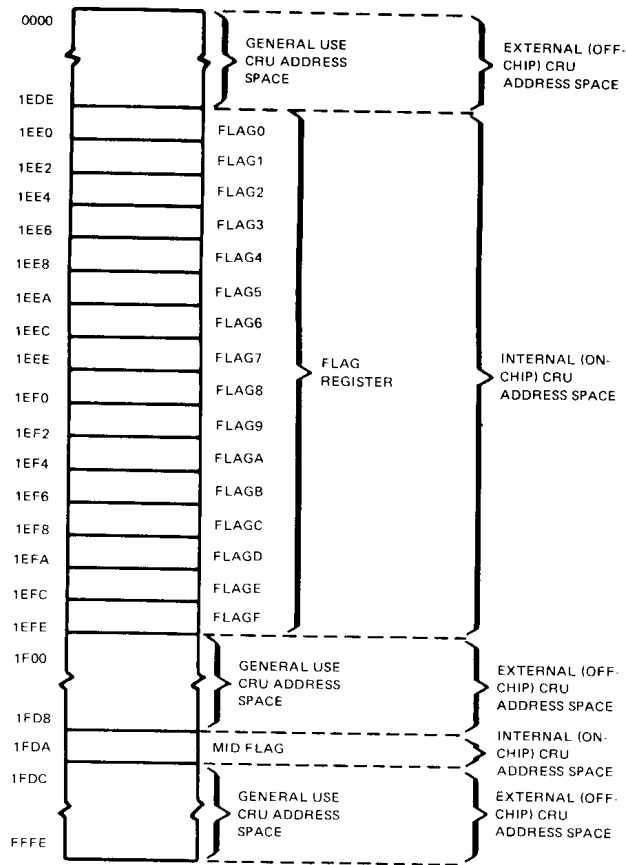 0000
GENERAL USE
CRU ADDRESS
SPACE
EXTERNAL (OFF-
CHIP) CRU
ADDRESS SPACE
1EDE
1EE0
FLAG0
1EE2
FLAG1
1EE4
FLAG2
1EE6
FLAG3
1EE8
FLAG4
1EEA
FLAG5
1EEC
FLAG6
1EEE
FLAG7
FLAG
REGISTER
INTERNAL (ON-
CHIP) CRU
ADDRESS SPACE
1EF0
FLAG8
1EF2
FLAG9
1EF4
FLAGA
1EF6
FLAGB
1EF8
FLAGC
1EFA
FLAGD
1EFC
FLAGE
1EFE
FLAGF
1F00
GENERAL USE
CRU ADDRESS
SPACE
EXTERNAL (OFF-
CHIP) CRU
ADDRESS SPACE
1FD8
1FDA
MID FLAG
INTERNAL (ON-
CHIP) CRU
ADDRESS SPACE
1FDC
GENERAL USE
CRU ADDRESS
SPACE
EXTERNAL (OFF-
CHIP) CRU
ADDRESS SPACE
FFFE